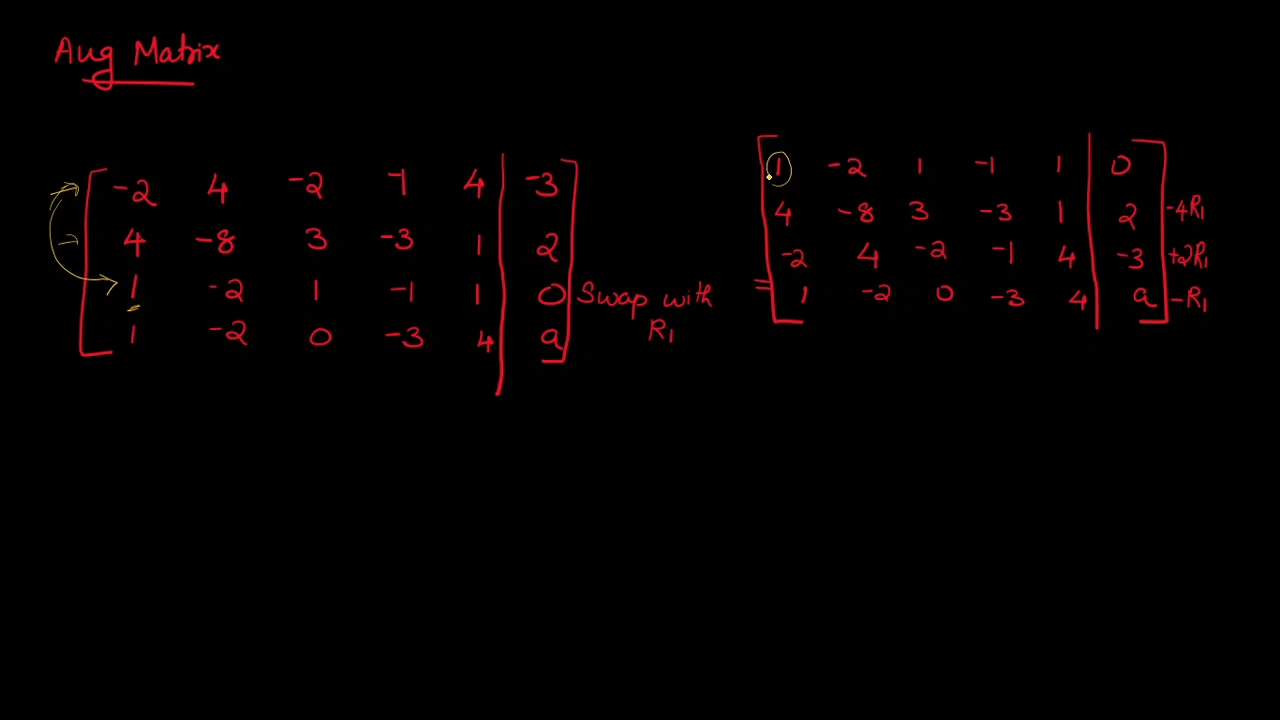 Aug Matrix
-2 4 -2 -1 4 -3
4 -8 3 -3 1 2
1 -2 1 -1 1 0 Swap with
R1
1 -2 0 -3 4 a
=
1 -2 1 -1 1 0
4 -8 3 -3 1 2 -4R1
-2 4 -2 -1 4 -3 +2R1
1 -2 0 -3 4 a -R1